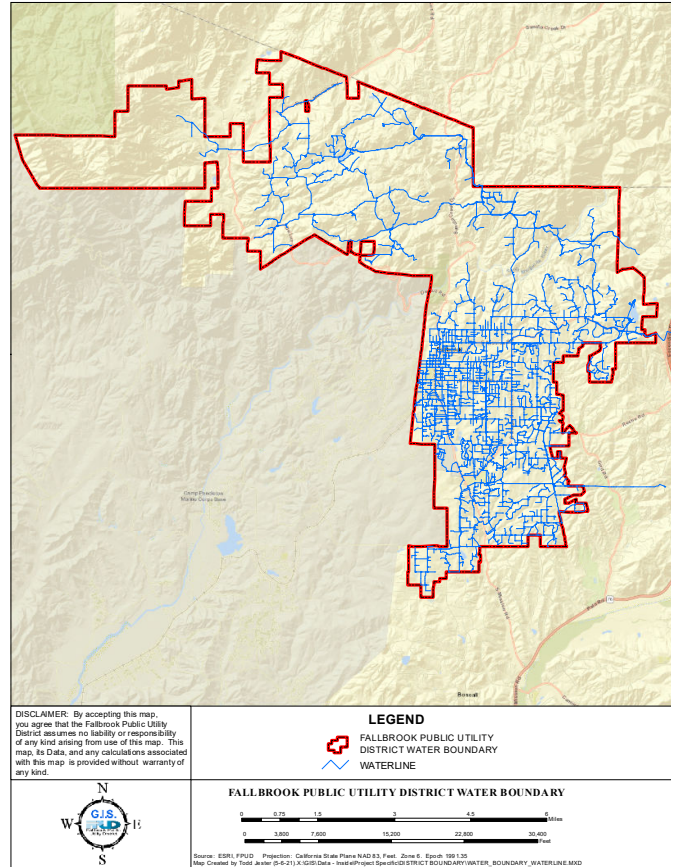 Sandia Creek Dr
Camp Pendleton
Marine Corps Base
Bonsall
DISCLAIMER: By accepting this map,
you agree that the Fallbrook Public Utility
District assumes no liability or responsibility
of any kind arising from use of this map. This
map, its Data, and any calculations associated
with this map is provided without warranty of
any kind.
LEGEND
FALLBROOK PUBLIC UTILITY
DISTRICT WATER BOUNDARY
WATERLINE
N
W
E
S
G.I.S.
FALLBROOK PUBLIC UTILITY DISTRICT WATER BOUNDARY
0 0.75 1.5 3 4.5 6
Miles
0 3,800 7,600 15,200 22,800 30,400
Feet
Source: ESRI, FPUD Projection: California State Plane NAD 83, Feet. Zone 6. Epoch 1991.35
Map Created by Todd Jester (5-6-21) X:\GIS\Data - Inside\Project Specific\DISTRICT BOUNDARY\WATER_BOUNDARY_WATERLINE.MXD